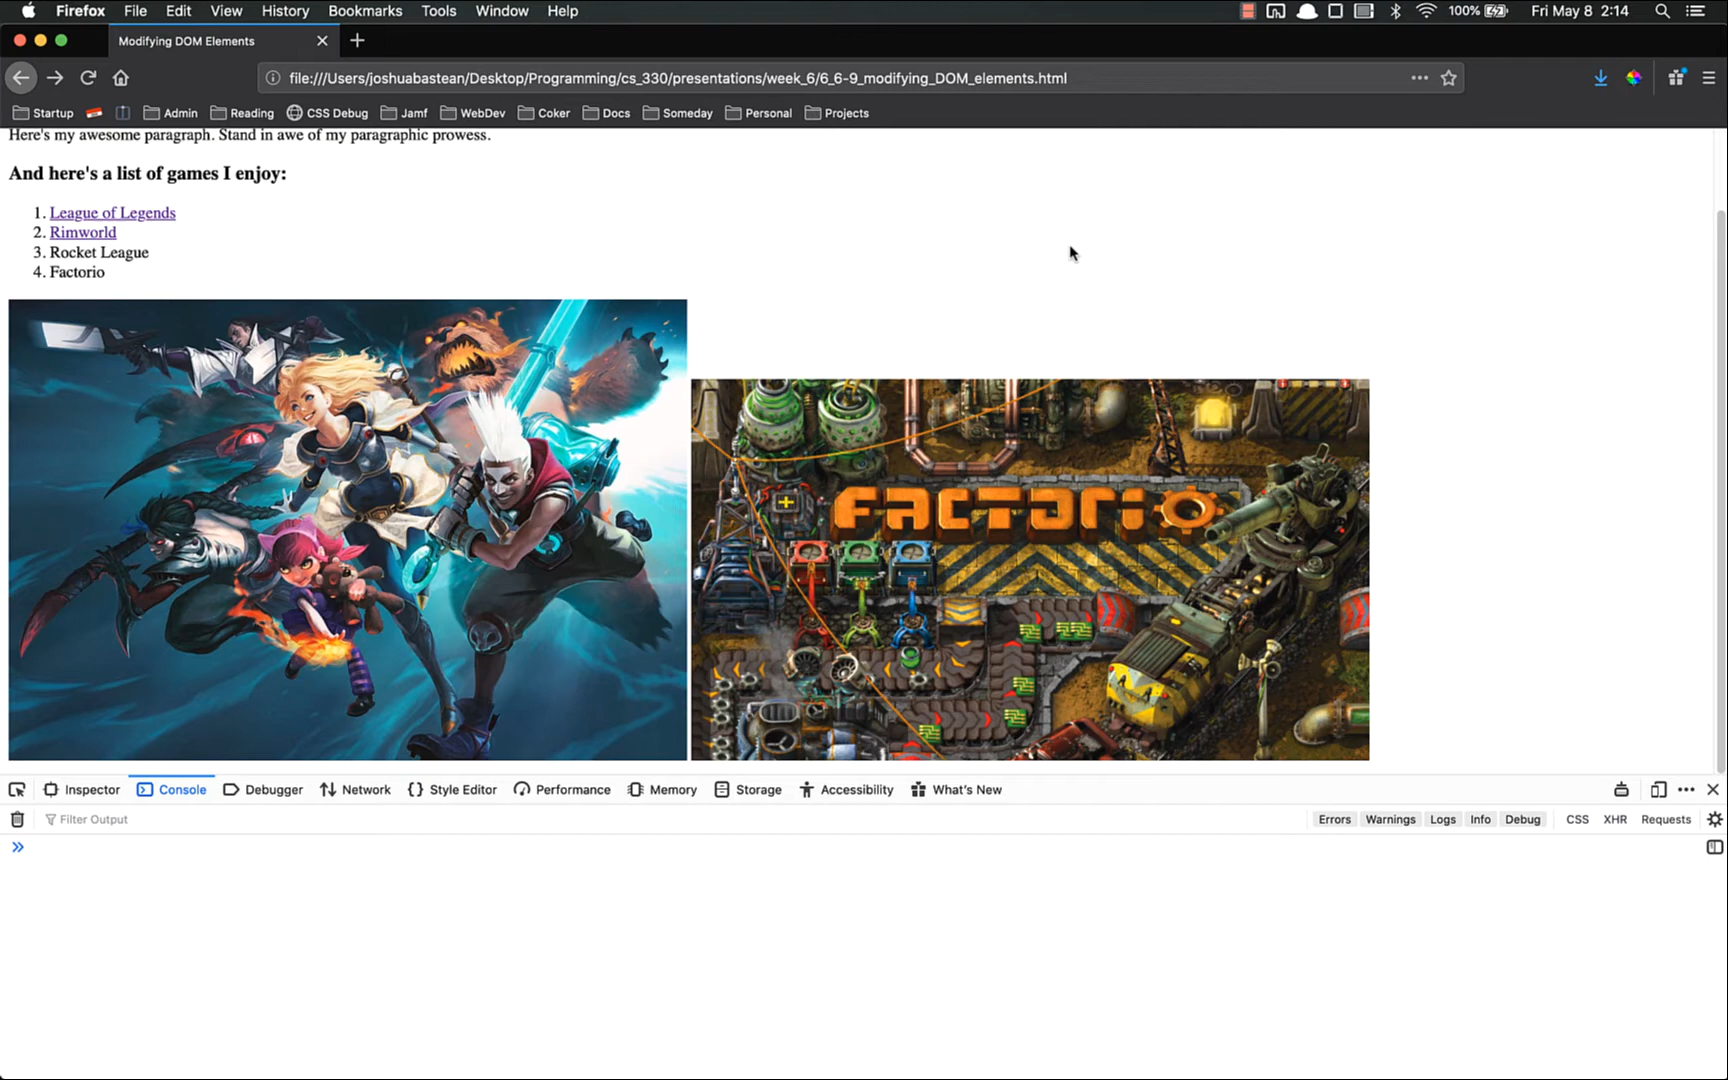 Firefox File Edit View History Bookmarks Tools Window Help 100% Fri May 8 2:14
Modifying DOM Elements
file:///Users/joshuabastean/Desktop/Programming/cs_330/presentations/week_6/6_6-9_modifying_DOM_elements.html
Startup Admin Reading CSS Debug Jamf WebDev Coker Docs Someday Personal Projects
Here's my awesome paragraph. Stand in awe of my paragraphic prowess.
And here's a list of games I enjoy:
1. League of Legends
2. Rimworld
3. Rocket League
4. Factorio
FACTORIO
Inspector Console Debugger Network Style Editor Performance Memory Storage Accessibility What's New
Filter Output Errors Warnings Logs Info Debug CSS XHR Requests